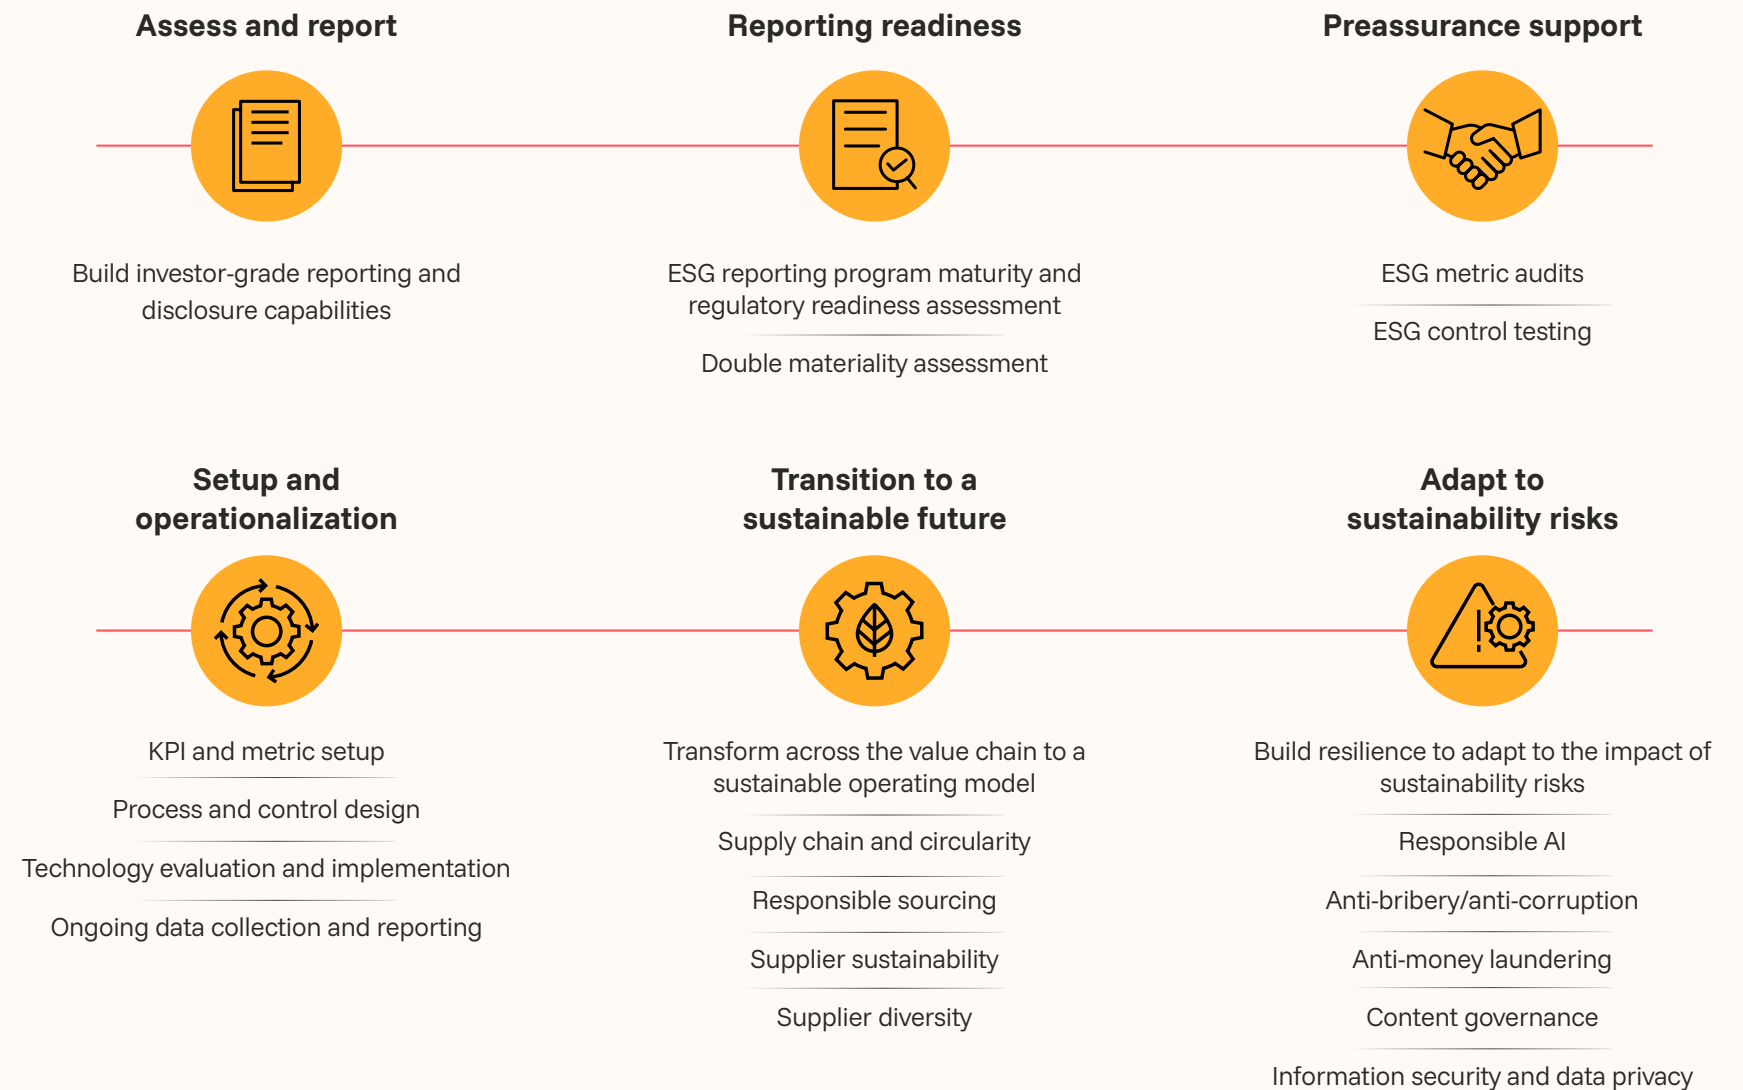 Assess and report
Build investor-grade reporting and
disclosure capabilities
Reporting readiness
ESG reporting program maturity and
regulatory readiness assessment
Double materiality assessment
Preassurance support
ESG metric audits
ESG control testing
Setup and
operationalization
KPI and metric setup
Process and control design
Technology evaluation and implementation
Ongoing data collection and reporting
Transition to a
sustainable future
Transform across the value chain to a
sustainable operating model
Supply chain and circularity
Responsible sourcing
Supplier sustainability
Supplier diversity
Adapt to
sustainability risks
Build resilience to adapt to the impact of
sustainability risks
Responsible AI
Anti-bribery/anti-corruption
Anti-money laundering
Content governance
Information security and data privacy